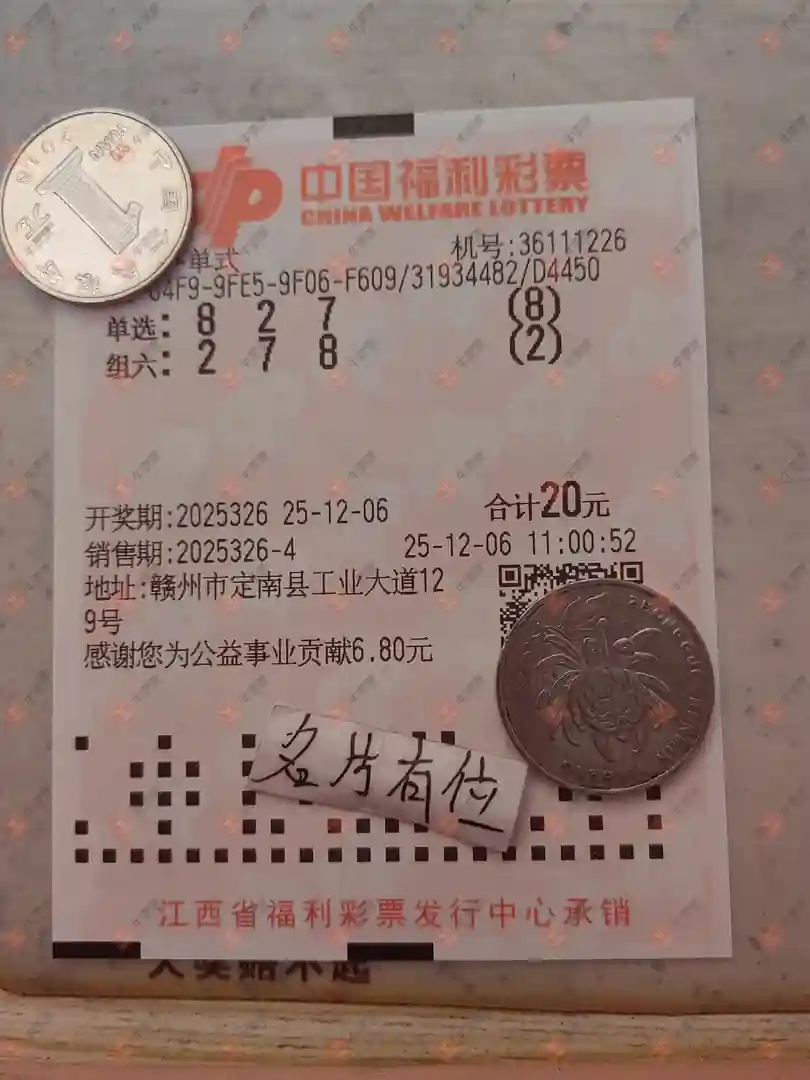 中国福利彩票
CHINA WELFARE LOTTERY
单式 机号:36111226
4F9-9FE5-9F06-F609/31934482/D4450
单选: 8 2 7 (8)
组六: 2 7 8 (2)
开奖期:2025326 25-12-06 合计20元
销售期:2025326-4 25-12-06 11:00:52
地址:赣州市定南县工业大道12
9号
感谢您为公益事业贡献6.80元
名片有位
江西省福利彩票发行中心承销